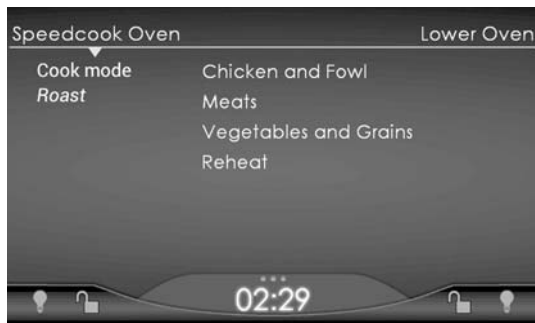 Speedcook Oven
Lower Oven
Cook mode
Roast
Chicken and Fowl
Meats
Vegetables and Grains
Reheat
02:29